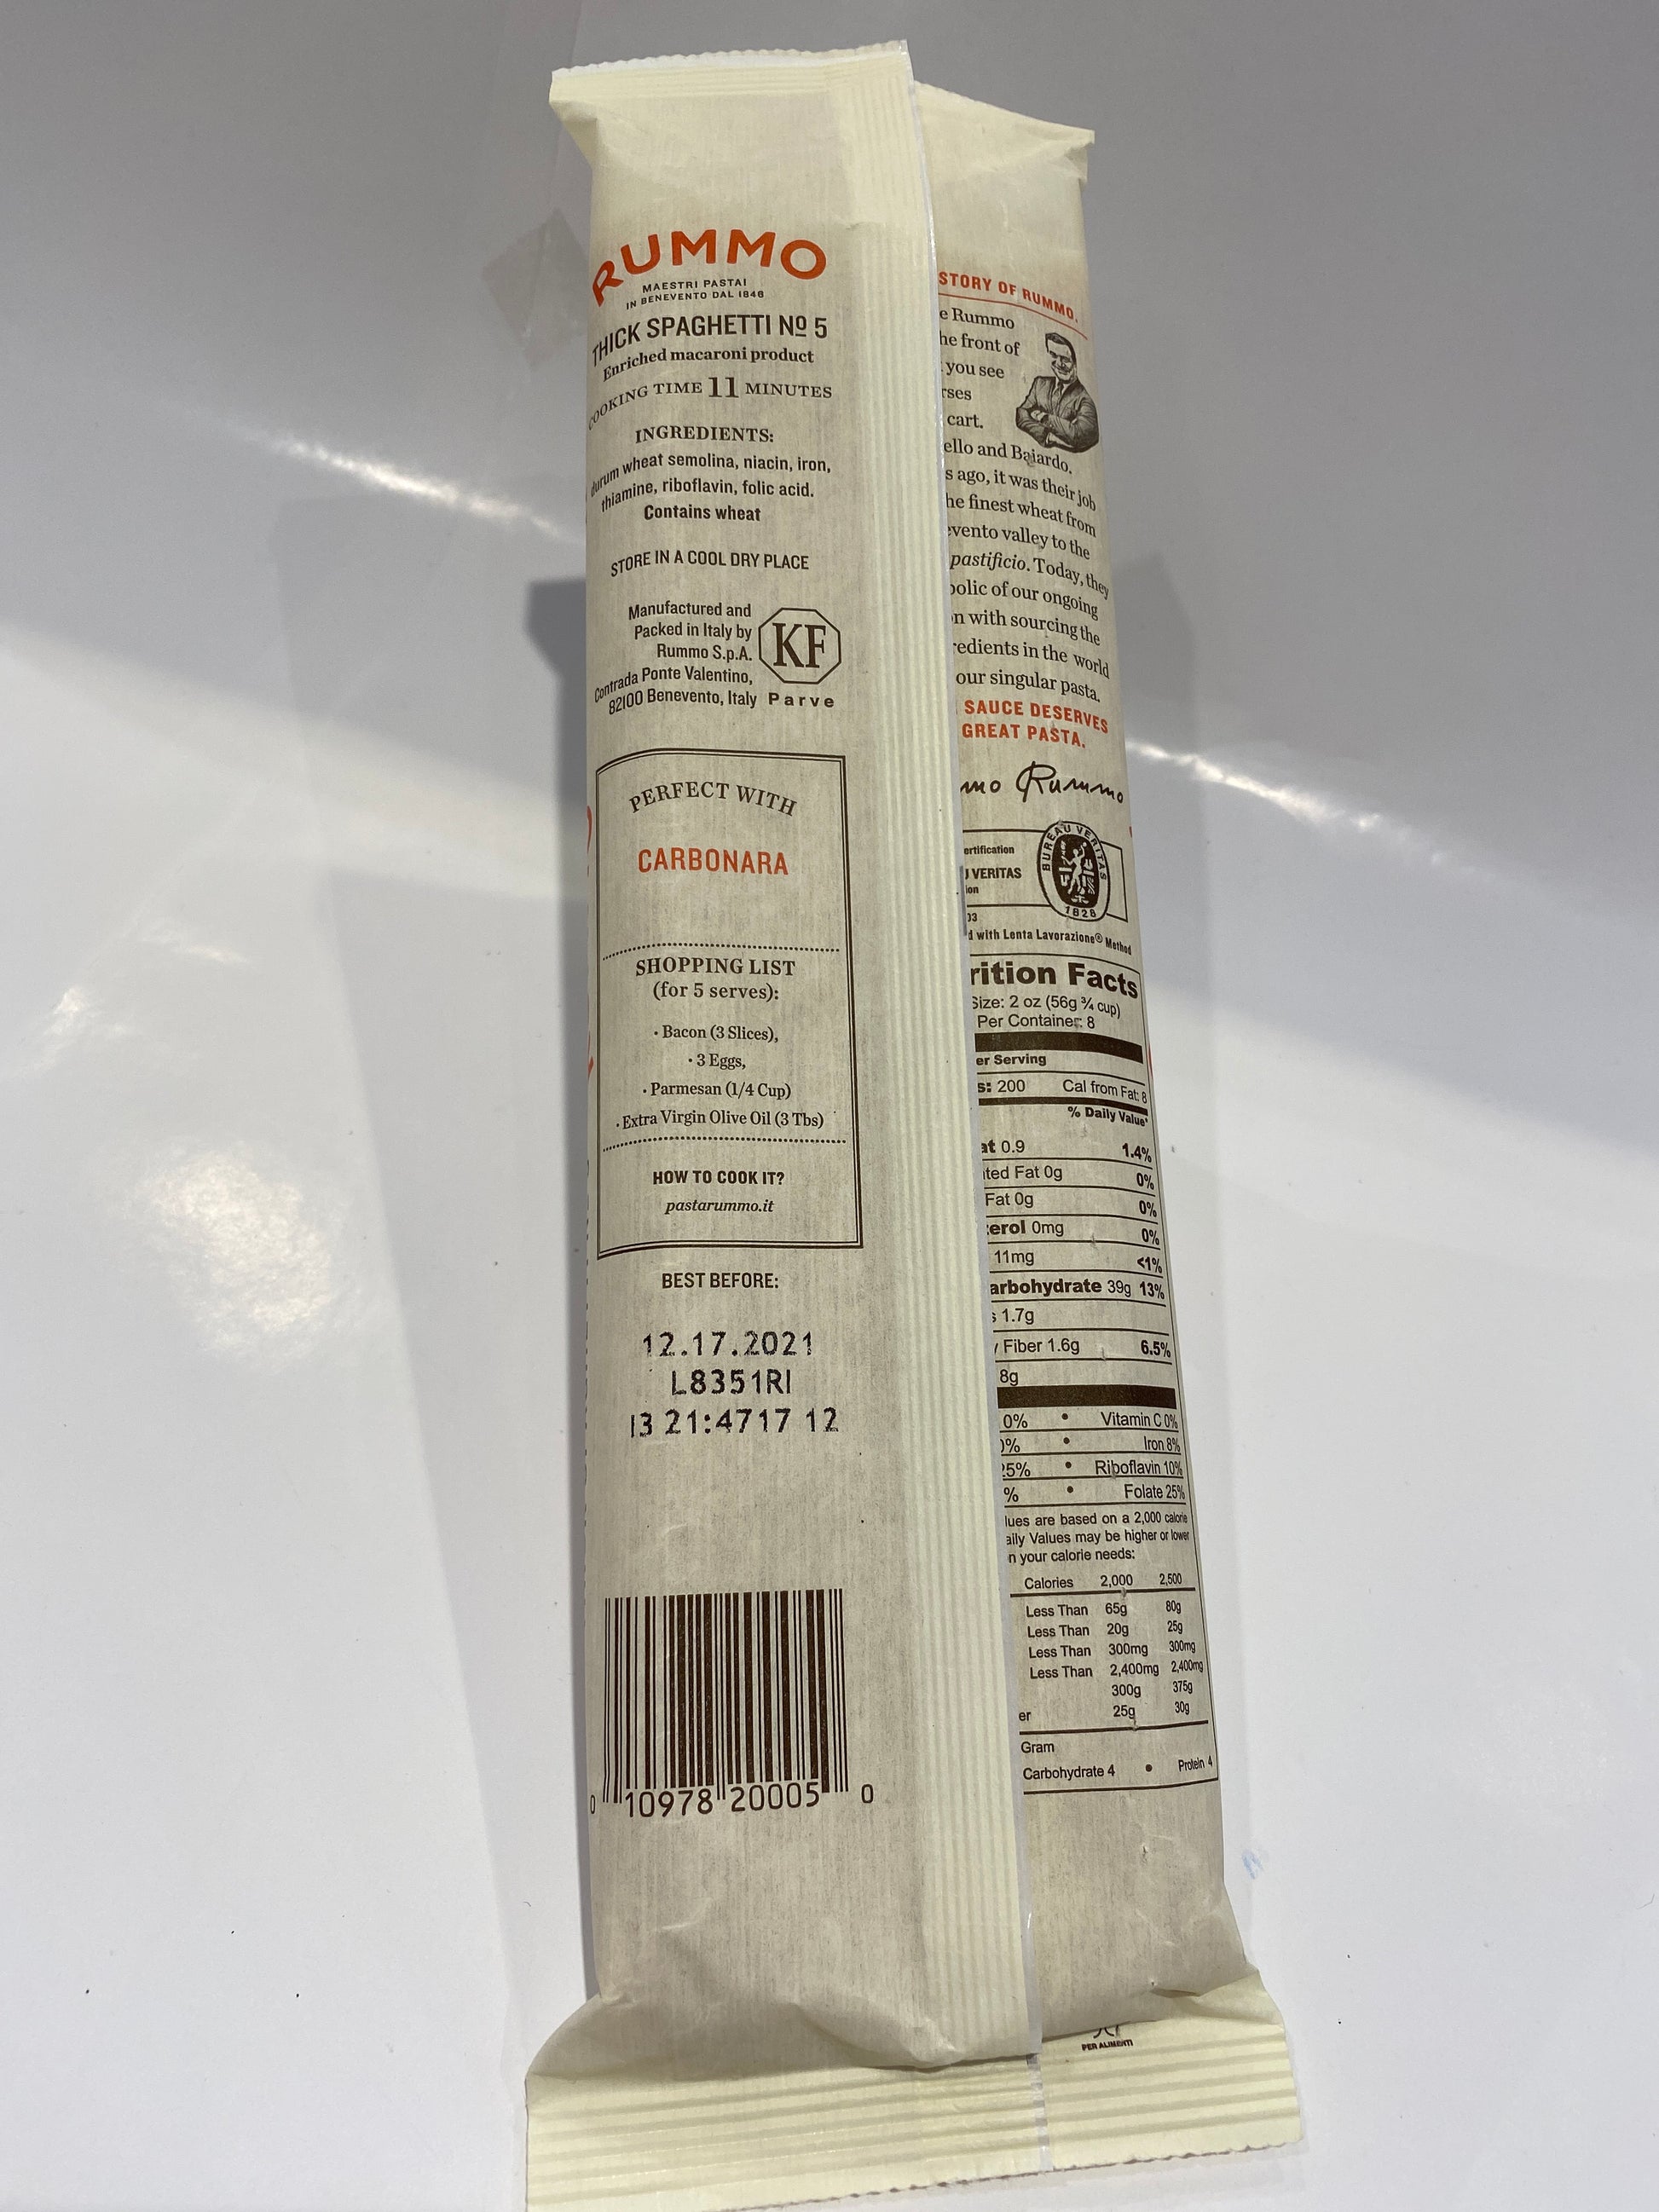 RUMMO
MAESTRI PASTAI
IN BENEVENTO DAL 1846
THICK SPAGHETTI Nº 5
Enriched macaroni product
COOKING TIME 11 MINUTES
INGREDIENTS:
durum wheat semolina, niacin, iron,
thiamine, riboflavin, folic acid.
Contains wheat
STORE IN A COOL DRY PLACE
Manufactured and
Packed in Italy by
Rummo S.p.A.
Contrada Ponte Valentino,
82100 Benevento, Italy
KF
Parve
PERFECT WITH
CARBONARA
SHOPPING LIST
(for 5 serves):
• Bacon (3 Slices),
• 3 Eggs,
• Parmesan (1/4 Cup)
• Extra Virgin Olive Oil (3 Tbs)
HOW TO COOK IT?
pastarummo.it
BEST BEFORE:
12.17.2021
L8351RI
13 21:4717 12
0 10978 20005 0
STORY OF RUMMO.
e Rummo
he front of
you see
rses
cart.
ello and Baiardo.
s ago, it was their job
he finest wheat from
evento valley to the
pastificio. Today, they
bolic of our ongoing
n with sourcing the
redients in the world
our singular pasta.
SAUCE DESERVES
GREAT PASTA.
mo Rummo
ertification
U VERITAS
ion
03
BUREAU VERITAS
1828
d with Lenta Lavorazione® Method
rition Facts
Size: 2 oz (56g ¾ cup)
Per Container: 8
er Serving
s: 200 Cal from Fat: 8
% Daily Value*
at 0.9 1.4%
ted Fat 0g 0%
Fat 0g 0%
terol 0mg 0%
11mg <1%
arbohydrate 39g 13%
s 1.7g
y Fiber 1.6g 6.5%
8g
0% • Vitamin C 0%
0% • Iron 8%
25% • Riboflavin 10%
% • Folate 25%
lues are based on a 2,000 calorie
aily Values may be higher or lower
n your calorie needs:
Calories 2,000 2,500
Less Than 65g 80g
Less Than 20g 25g
Less Than 300mg 300mg
Less Than 2,400mg 2,400mg
300g 375g
er 25g 30g
Gram
Carbohydrate 4 • Protein 4
PER ALIMENTI